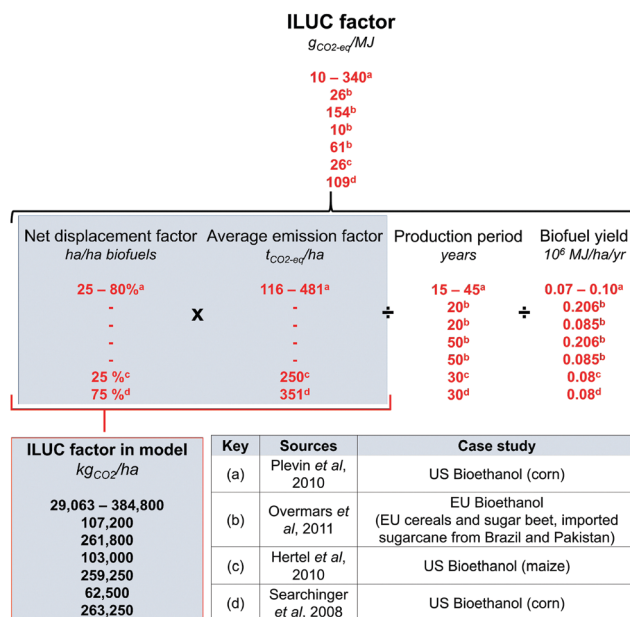 ILUC factor
gCO2-eq/MJ
10 – 340a
26b
154b
10b
61b
26c
109d
Net displacement factor Average emission factor Production period Biofuel yield
ha/ha biofuels tCO2-eq/ha years 10⁶ MJ/ha/yr
25 – 80%a 116 – 481a 15 – 45a 0.07 – 0.10a
x ÷ ÷
- - 20b 0.206b
- - 20b 0.085b
- - 50b 0.206b
- - 50b 0.085b
25 %c 250c 30c 0.08c
75 %d 351d 30d 0.08d
ILUC factor in model
kgCO2/ha
29,063 – 384,800
107,200
261,800
103,000
259,250
62,500
263,250
Key Sources Case study
(a) Plevin et al, US Bioethanol (corn)
2010
(b) Overmars et EU Bioethanol
al, 2011 (EU cereals and sugar beet, imported
sugarcane from Brazil and Pakistan)
(c) Hertel et al, US Bioethanol (maize)
2010
(d) Searchinger US Bioethanol (corn)
et al. 2008